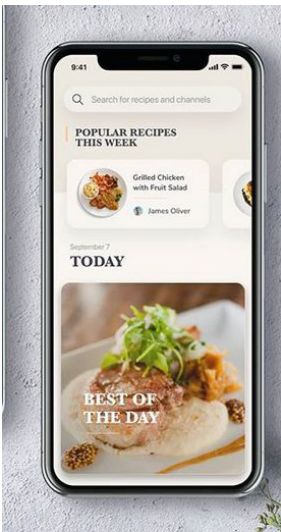 9:41
Search for recipes and channels
POPULAR RECIPES
THIS WEEK
Grilled Chicken
with Fruit Salad
James Oliver
September 7
TODAY
BEST OF
THE DAY